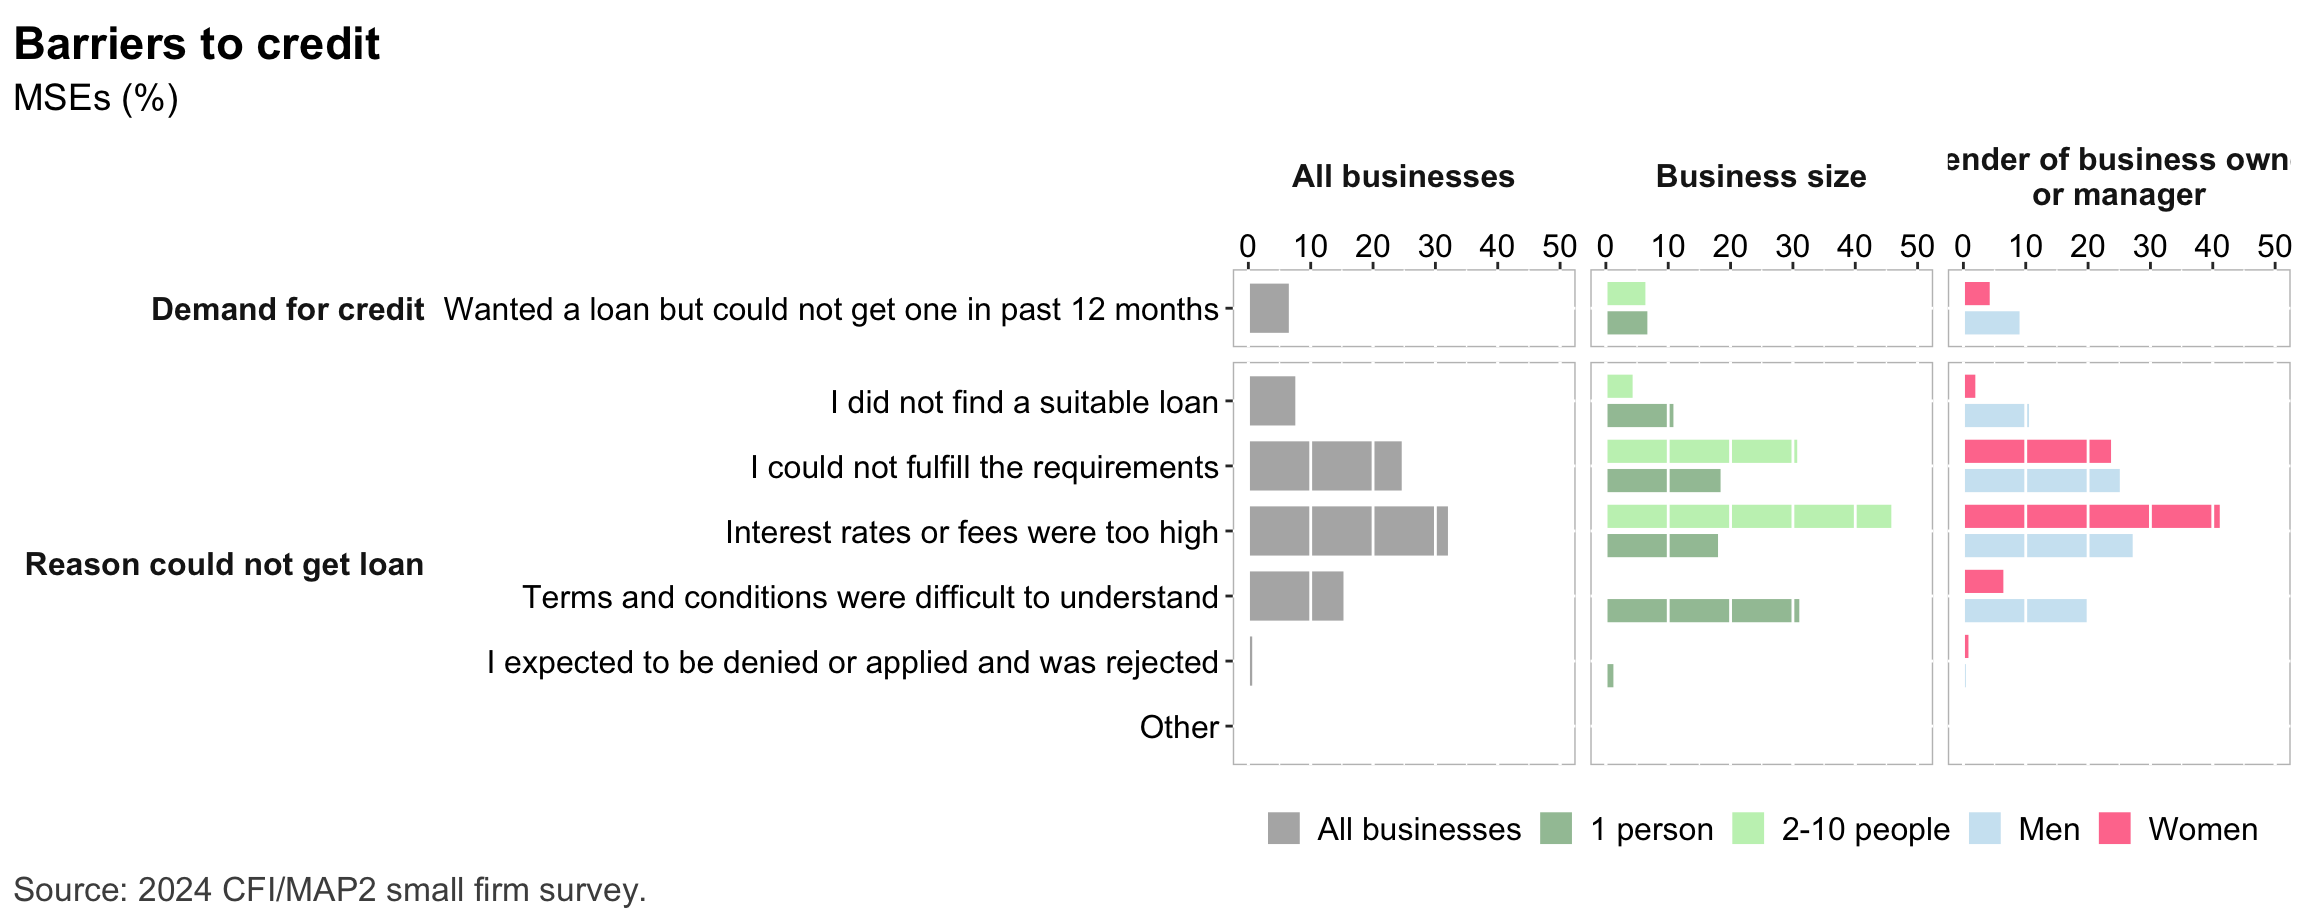 Barriers to credit
MSEs (%)
All businesses
Business size
ender of business own
or manager
0 10 20 30 40 50 0 10 20 30 40 50 0 10 20 30 40 50
Demand for credit Wanted a loan but could not get one in past 12 months
I did not find a suitable loan
I could not fulfill the requirements
Interest rates or fees were too high
Reason could not get loan
Terms and conditions were difficult to understand
I expected to be denied or applied and was rejected
Other
All businesses 1 person 2-10 people Men Women
Source: 2024 CFI/MAP2 small firm survey.